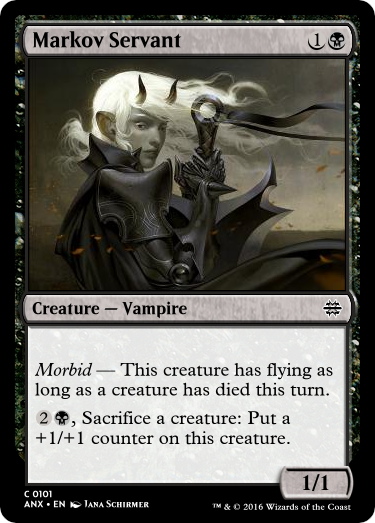 Markov Servant 1
Creature — Vampire
Morbid — This creature has flying as
long as a creature has died this turn.
2, Sacrifice a creature: Put a
+1/+1 counter on this creature.
1/1
C 0101
ANX • EN JANA SCHIRMER
™ & © 2016 Wizards of the Coast